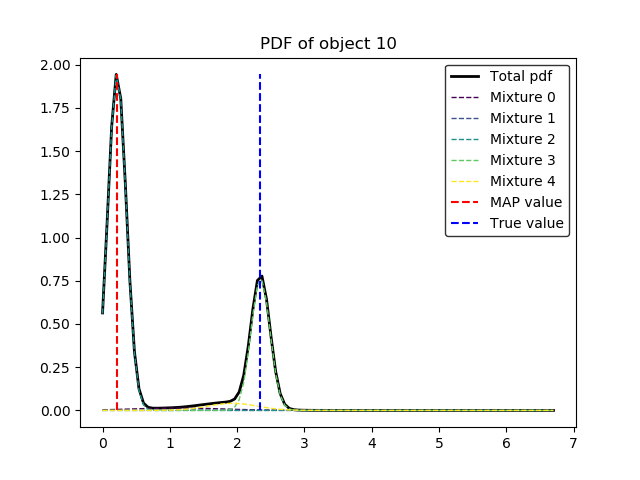 PDF of object 10
2.00
1.75
1.50
1.25
1.00
0.75
0.50
0.25
0.00
Total pdf
Mixture 0
Mixture 1
Mixture 2
Mixture 3
Mixture 4
MAP value
True value
0 1 2 3 4 5 6 7